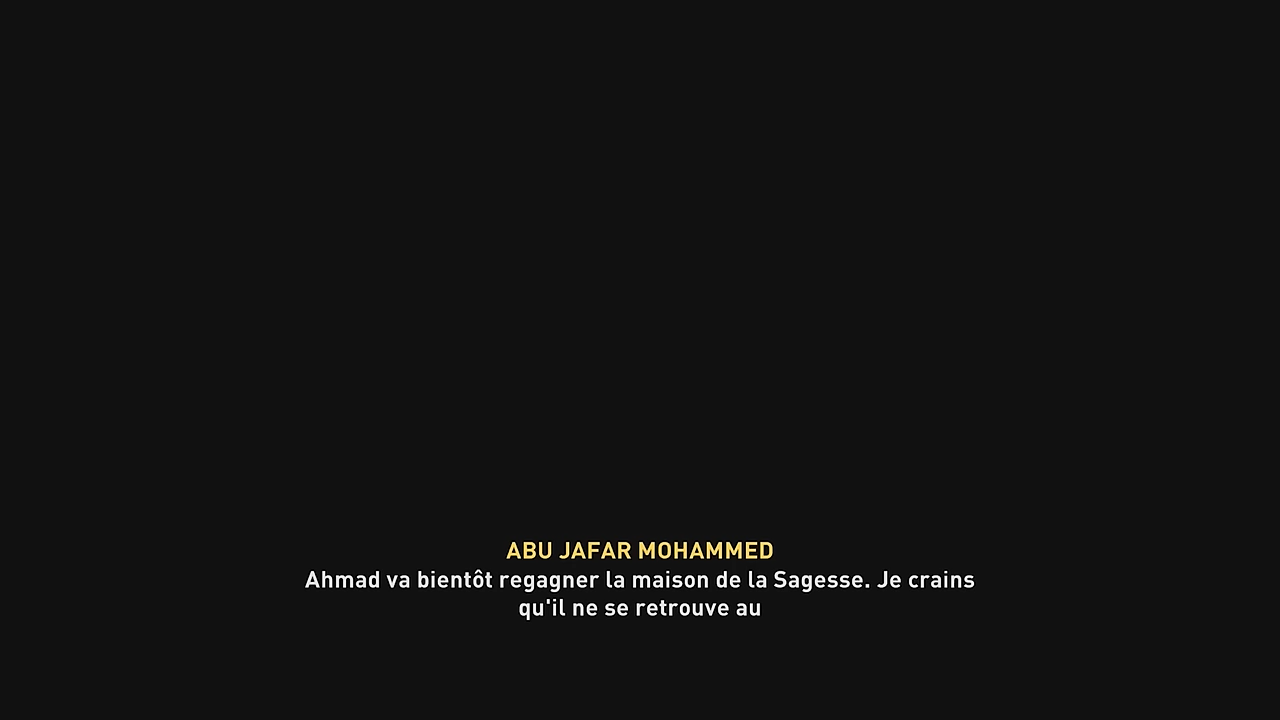 ABU JAFAR MOHAMMED
Ahmad va bientôt regagner la maison de la Sagesse. Je crains
qu'il ne se retrouve au